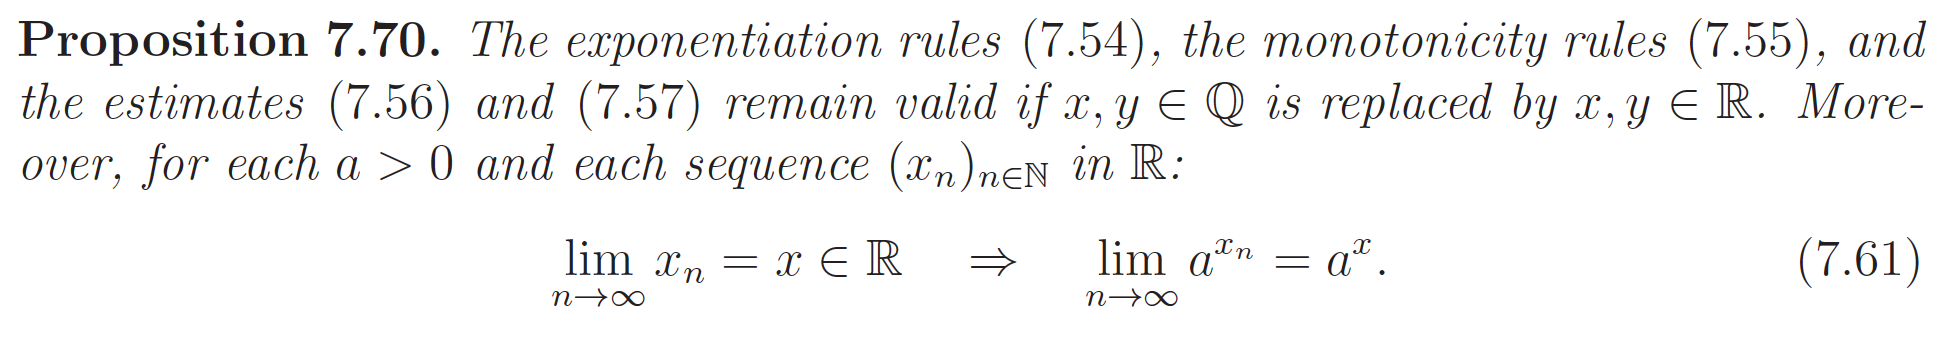 Proposition 7.70. The exponentiation rules (7.54), the monotonicity rules (7.55), and
the estimates (7.56) and (7.57) remain valid if x, y ∈ ℚ is replaced by x, y ∈ ℝ. More-
over, for each a > 0 and each sequence (xₙ)ₙ∈ℕ in ℝ:
lim_{n→∞} xₙ = x ∈ ℝ ⇒ lim_{n→∞} a^{xₙ} = a^x. (7.61)